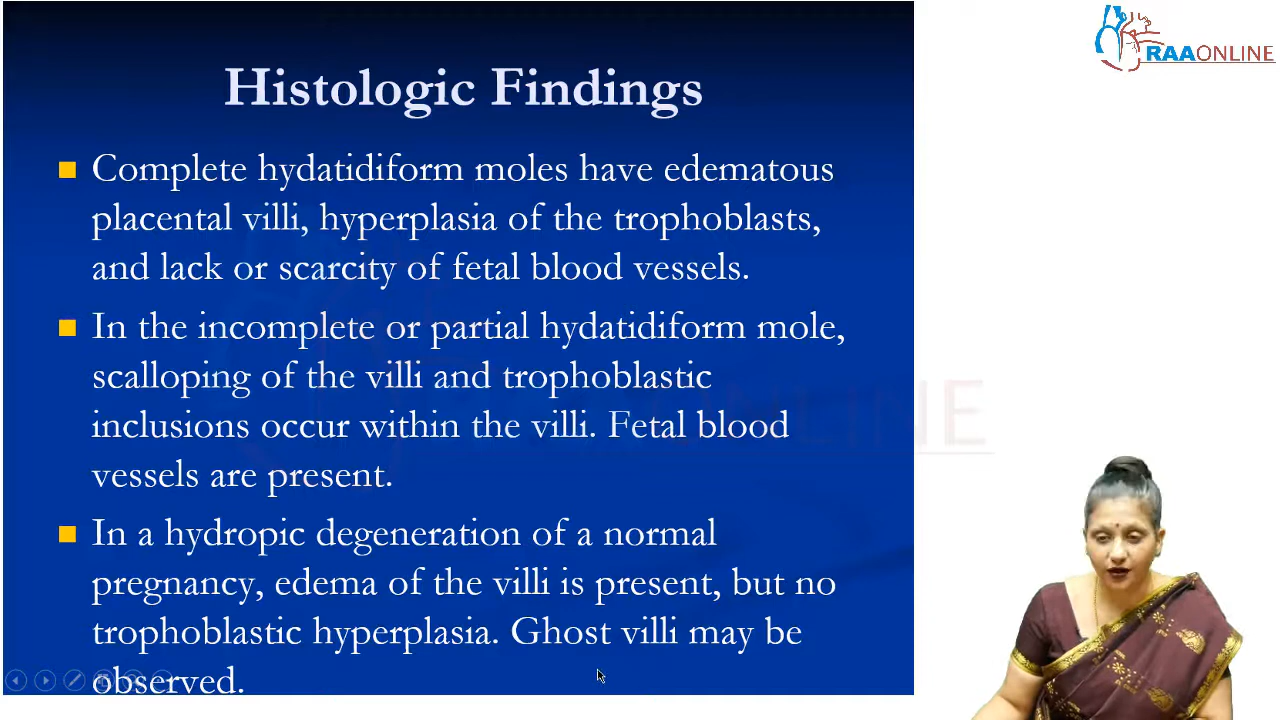 RAAONLINE
Histologic Findings
Complete hydatidiform moles have edematous
placental villi, hyperplasia of the trophoblasts,
and lack or scarcity of fetal blood vessels.
In the incomplete or partial hydatidiform mole,
scalloping of the villi and trophoblastic
inclusions occur within the villi. Fetal blood
vessels are present.
In a hydropic degeneration of a normal
pregnancy, edema of the villi is present, but no
trophoblastic hyperplasia. Ghost villi may be
observed.
ONLINE